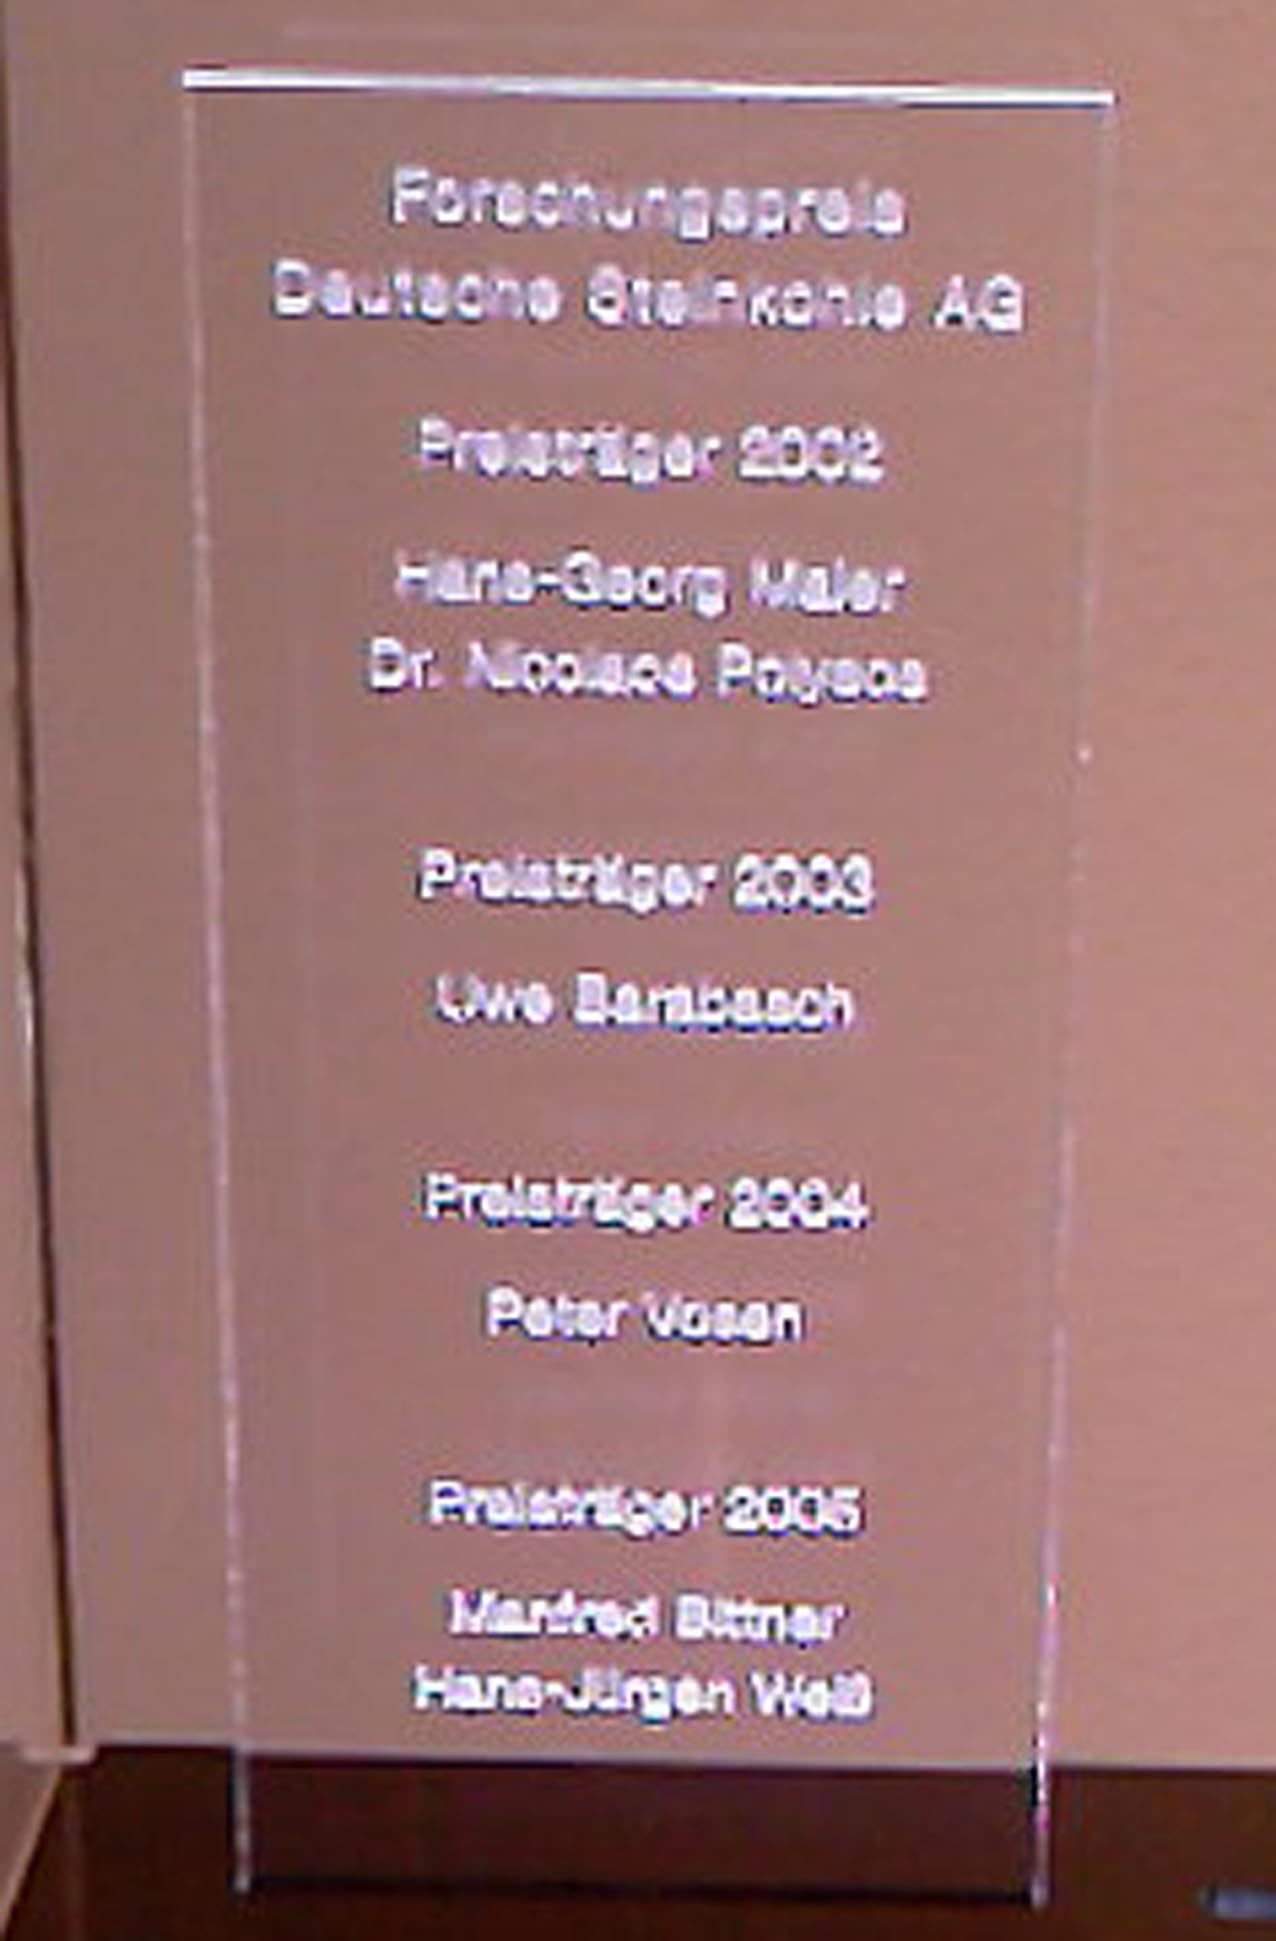 Forschungspreis
Deutsche Steinkohle AG
Preisträger 2002
Hans-Georg Maier
Dr. Nicolaos Polysos
Preisträger 2003
Uwe Barabasch
Preisträger 2004
Peter Vosen
Preisträger 2005
Manfred Bittner
Hans-Jürgen Weiß